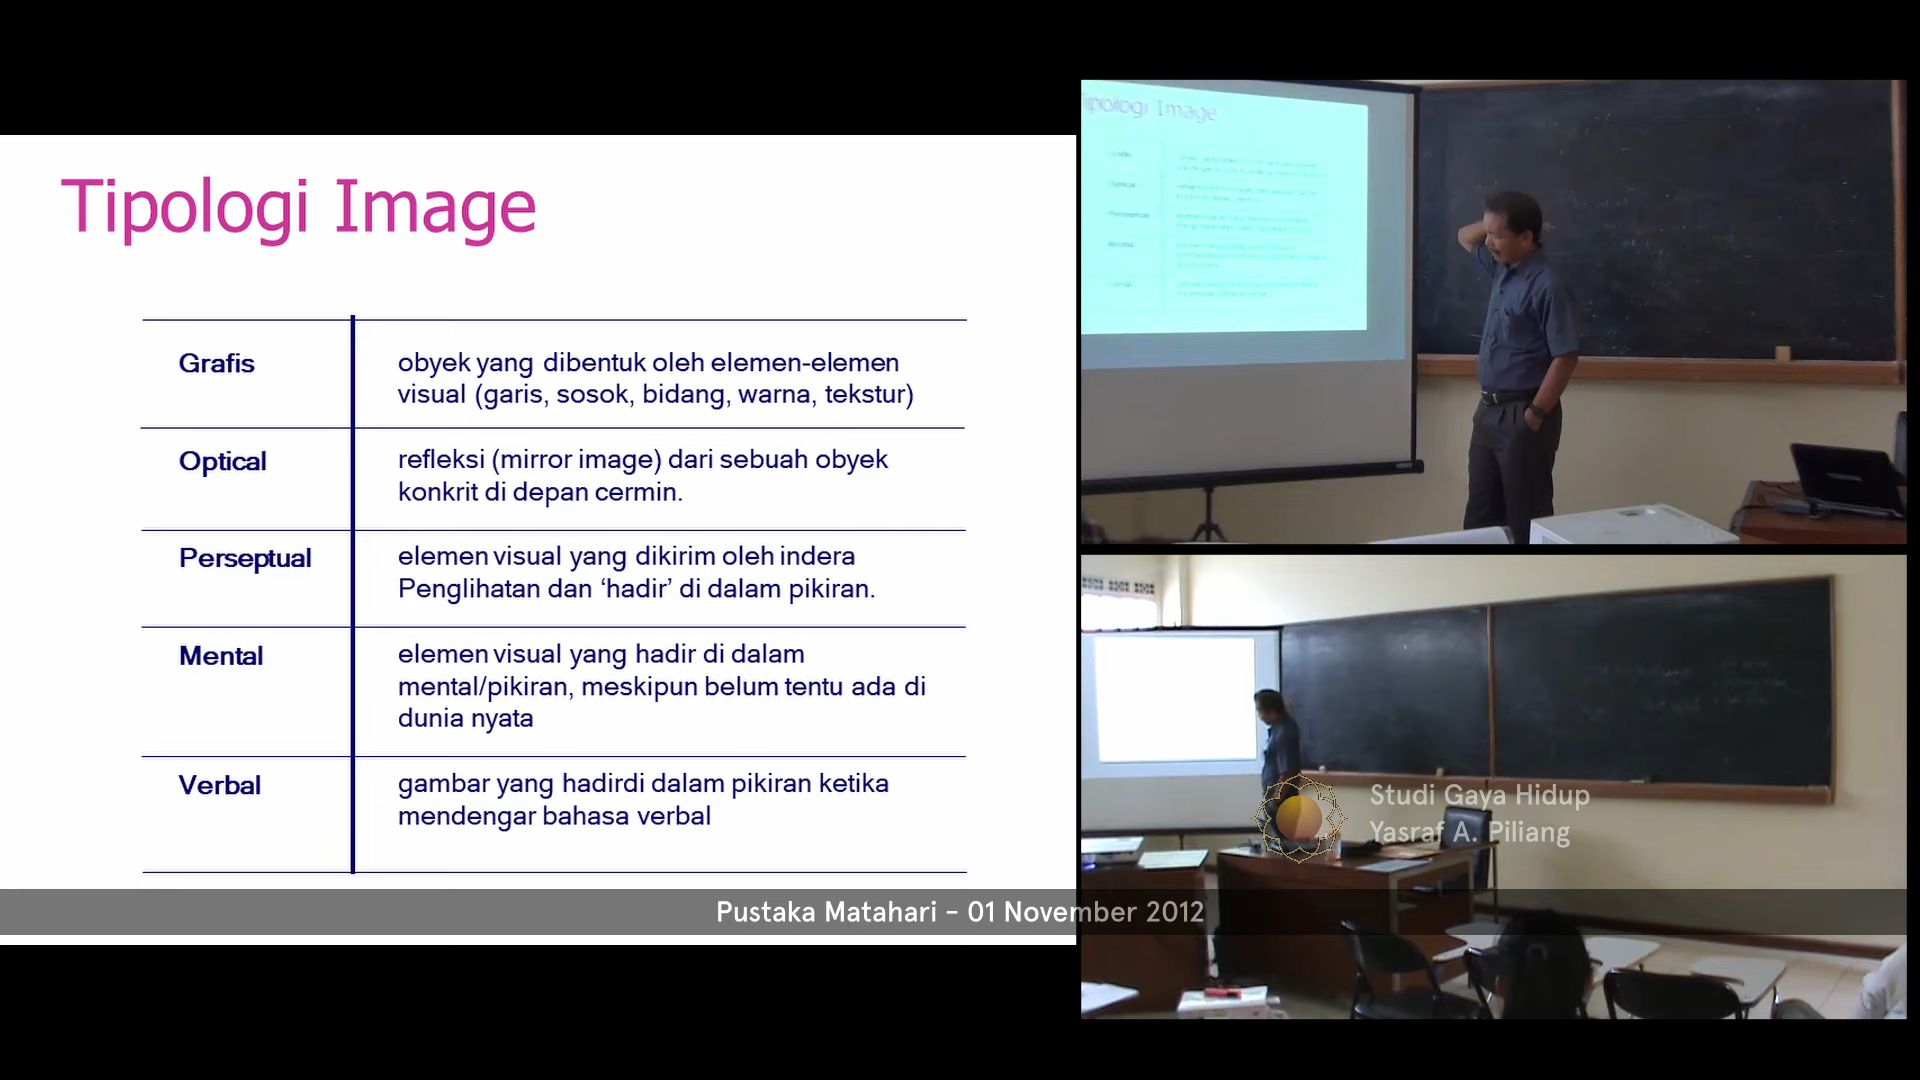 Tipologi Image
Grafis
obyek yang dibentuk oleh elemen-elemen
visual (garis, sosok, bidang, warna, tekstur)
Optical
refleksi (mirror image) dari sebuah obyek
konkrit di depan cermin.
Perseptual
elemen visual yang dikirim oleh indera
Penglihatan dan ‘hadir’ di dalam pikiran.
Mental
elemen visual yang hadir di dalam
mental/pikiran, meskipun belum tentu ada di
dunia nyata
Verbal
gambar yang hadirdi dalam pikiran ketika
mendengar bahasa verbal
Tipologi Image
Studi Gaya Hidup
Yasraf A. Piliang
Pustaka Matahari - 01 November 2012